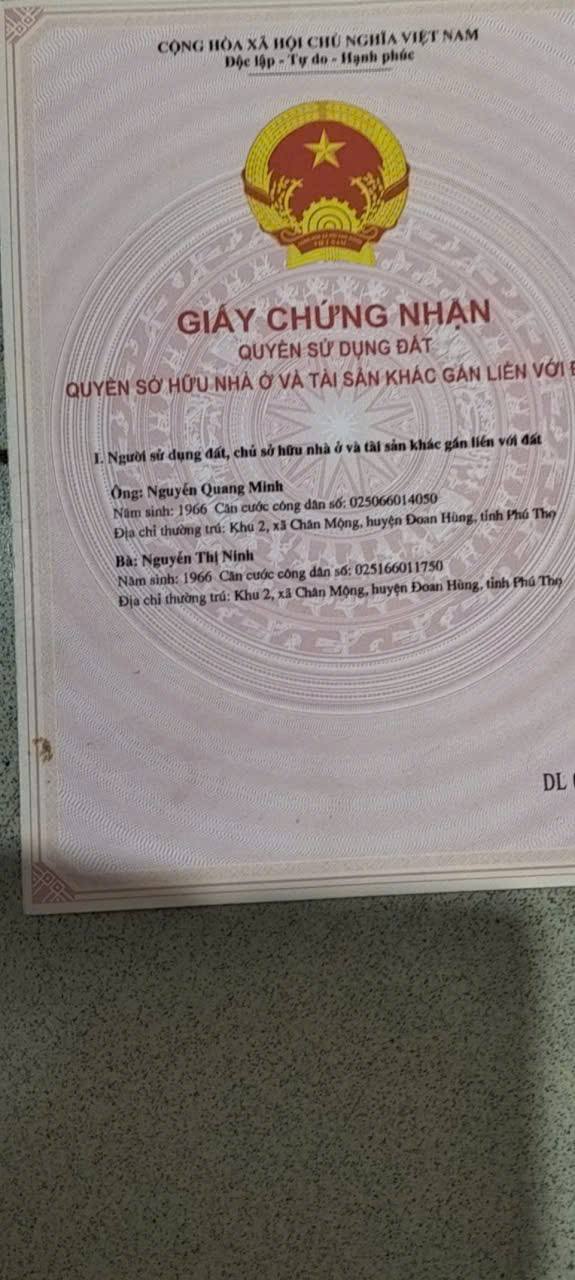 CỘNG HÒA XÃ HỘI CHỦ NGHĨA VIỆT NAM
Độc lập - Tự do - Hạnh phúc
GIẤY CHỨNG NHẬN
QUYỀN SỬ DỤNG ĐẤT
QUYỀN SỞ HỮU NHÀ Ở VÀ TÀI SẢN KHÁC GẮN LIỀN VỚI
I. Người sử dụng đất, chủ sở hữu nhà ở và tài sản khác gắn liền với đất
Ông: Nguyễn Quang Minh
Năm sinh: 1966 Căn cước công dân số: 025066014050
Địa chỉ thường trú: Khu 2, xã Chân Mộng, huyện Đoan Hùng, tỉnh Phú Thọ
Bà: Nguyễn Thị Ninh
Năm sinh: 1966 Căn cước công dân số: 025166011750
Địa chỉ thường trú: Khu 2, xã Chân Mộng, huyện Đoan Hùng, tỉnh Phú Thọ
DL